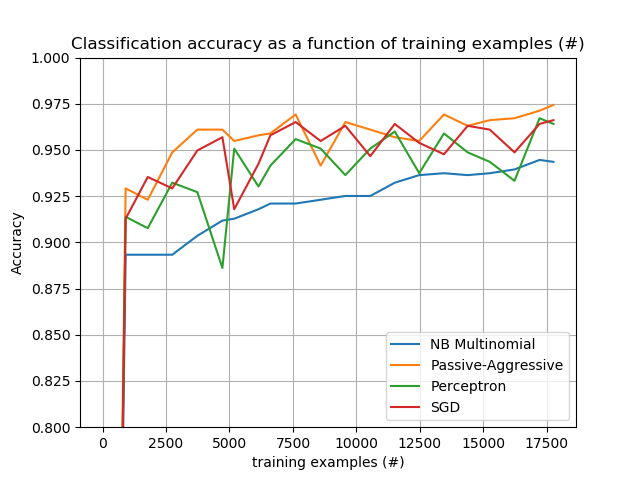 Classification accuracy as a function of training examples (#)
1.000
0.975
0.950
0.925
0.900
0.875
0.850
0.825
0.800
Accuracy
NB Multinomial
Passive-Aggressive
Perceptron
SGD
0 2500 5000 7500 10000 12500 15000 17500
training examples (#)